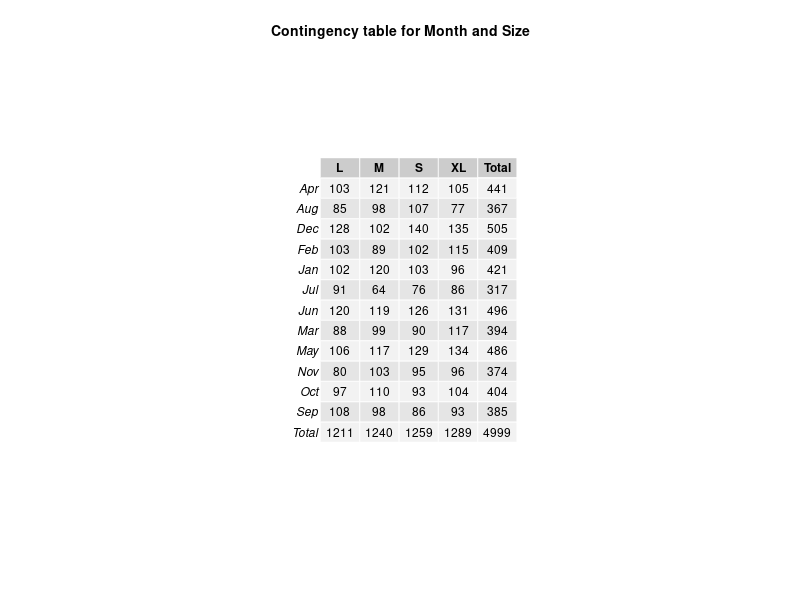 Contingency table for Month and Size
L M S XL Total
Apr 103 121 112 105 441
Aug 85 98 107 77 367
Dec 128 102 140 135 505
Feb 103 89 102 115 409
Jan 102 120 103 96 421
Jul 91 64 76 86 317
Jun 120 119 126 131 496
Mar 88 99 90 117 394
May 106 117 129 134 486
Nov 80 103 95 96 374
Oct 97 110 93 104 404
Sep 108 98 86 93 385
Total 1211 1240 1259 1289 4999